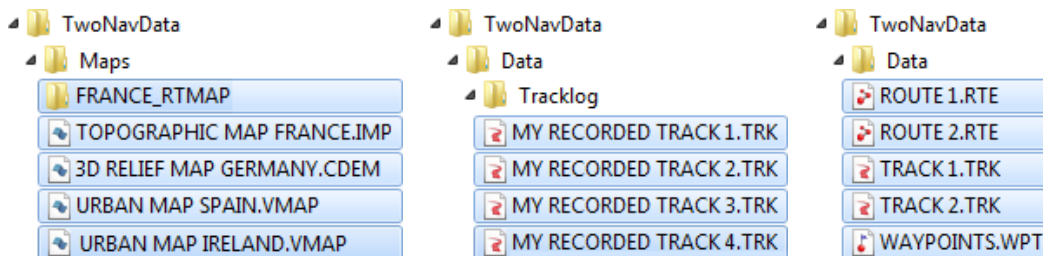 TwoNavData
Maps
FRANCE_RTMAP
TOPOGRAPHIC MAP FRANCE.IMP
3D RELIEF MAP GERMANY.CDEM
URBAN MAP SPAIN.VMAP
URBAN MAP IRELAND.VMAP
TwoNavData
Data
Tracklog
MY RECORDED TRACK 1.TRK
MY RECORDED TRACK 2.TRK
MY RECORDED TRACK 3.TRK
MY RECORDED TRACK 4.TRK
TwoNavData
Data
ROUTE 1.RTE
ROUTE 2.RTE
TRACK 1.TRK
TRACK 2.TRK
WAYPOINTS.WPT